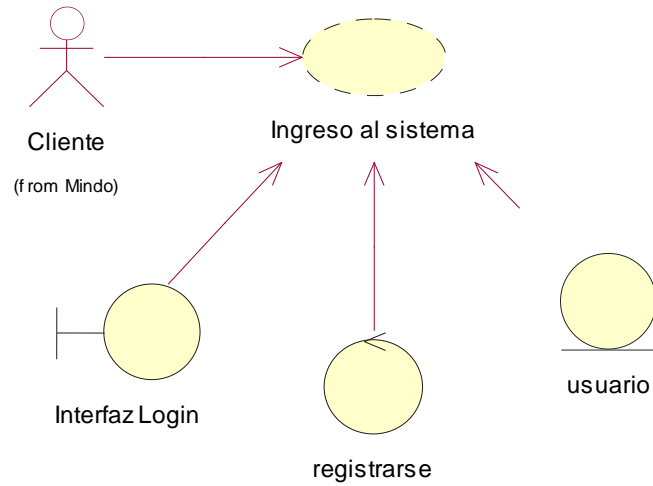 Cliente
(from Mindo)
Ingreso al sistema
Interfaz Login
registrarse
usuario